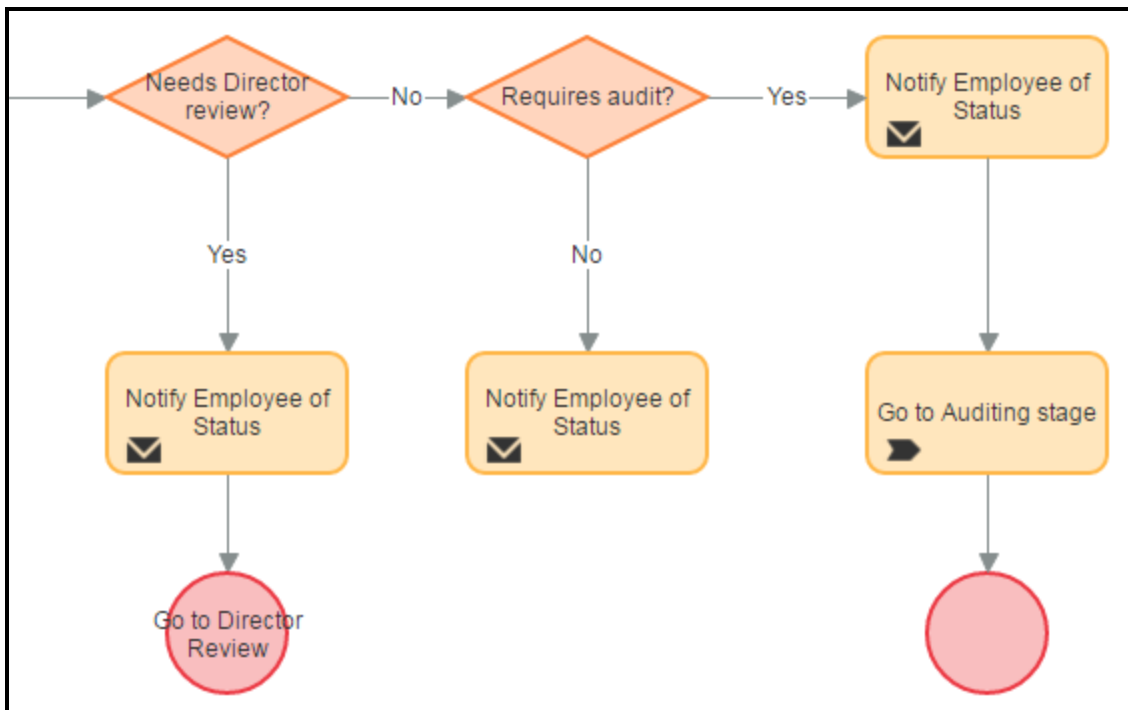 Needs Director
review?
No
Requires audit?
Yes
Notify Employee of
Status
Yes
No
Notify Employee of
Status
Notify Employee of
Status
Go to Auditing stage
Go to Director
Review